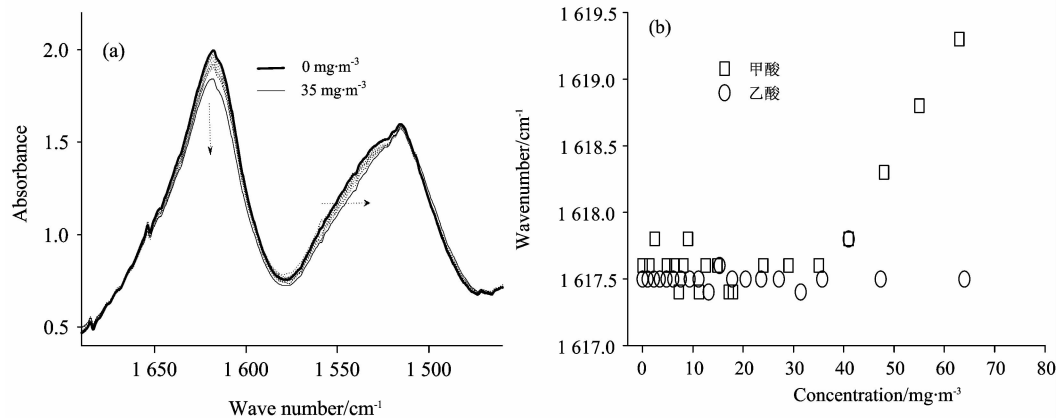 (a)
0 mg·m-3
35 mg·m-3
Absorbance
2.0
1.5
1.0
0.5
1 650
1 600
1 550
1 500
Wave number/cm-1
(b)
甲酸
乙酸
Wavenumber/cm-1
1 619.5
1 619.0
1 618.5
1 618.0
1 617.5
1 617.0
0 10 20 30 40 50 60 70 80
Concentration/mg·m-3